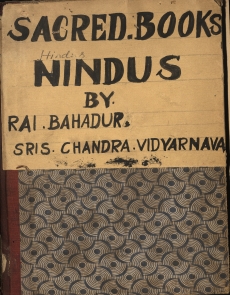 SACRED.BOOKS
Hindus
NINDUS
BY.
RAI.BAHADUR.
SRIS.CHANDRA.VIDYARNAVA